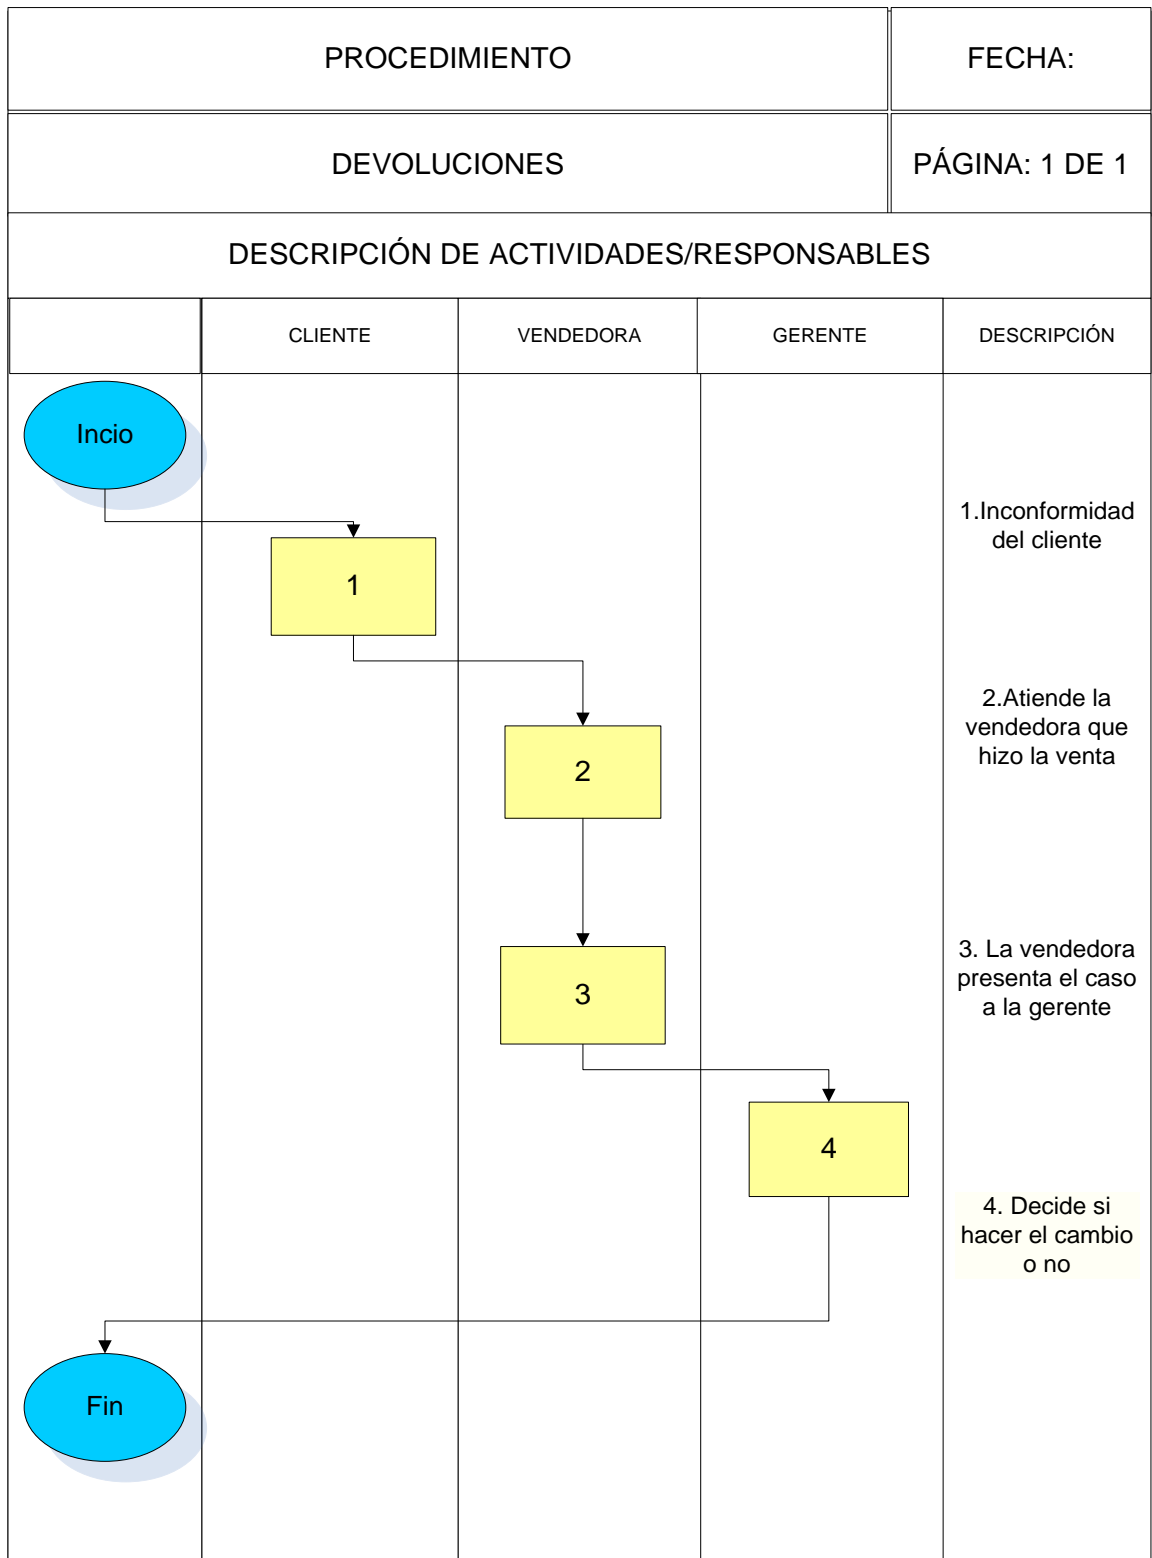 PROCEDIMIENTO
FECHA:
DEVOLUCIONES
PÁGINA: 1 DE 1
DESCRIPCIÓN DE ACTIVIDADES/RESPONSABLES
CLIENTE
VENDEDORA
GERENTE
DESCRIPCIÓN
Incio
1.Inconformidad
del cliente
1
2.Atiende la
vendedora que
hizo la venta
2
3. La vendedora
presenta el caso
a la gerente
3
4
4. Decide si
hacer el cambio
o no
Fin